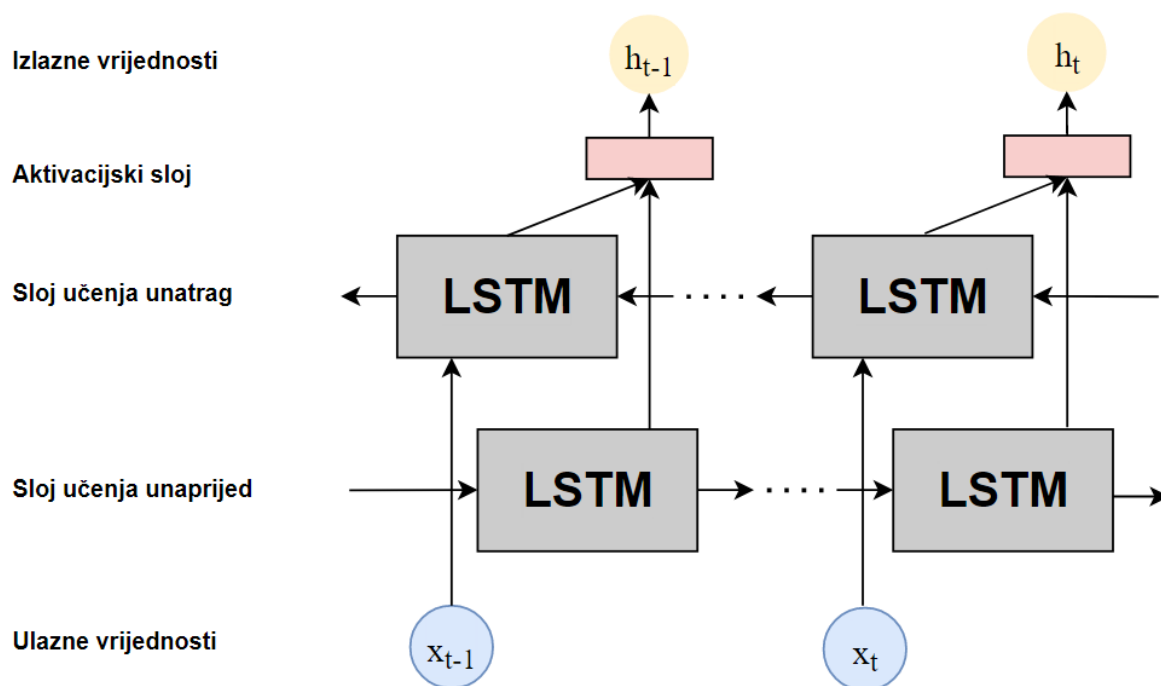 Izlazne vrijednosti
h_{t-1}
h_t
Aktivacijski sloj
Sloj učenja unatrag
LSTM
. . . .
LSTM
Sloj učenja unaprijed
LSTM
. . . .
LSTM
Ulazne vrijednosti
x_{t-1}
x_t